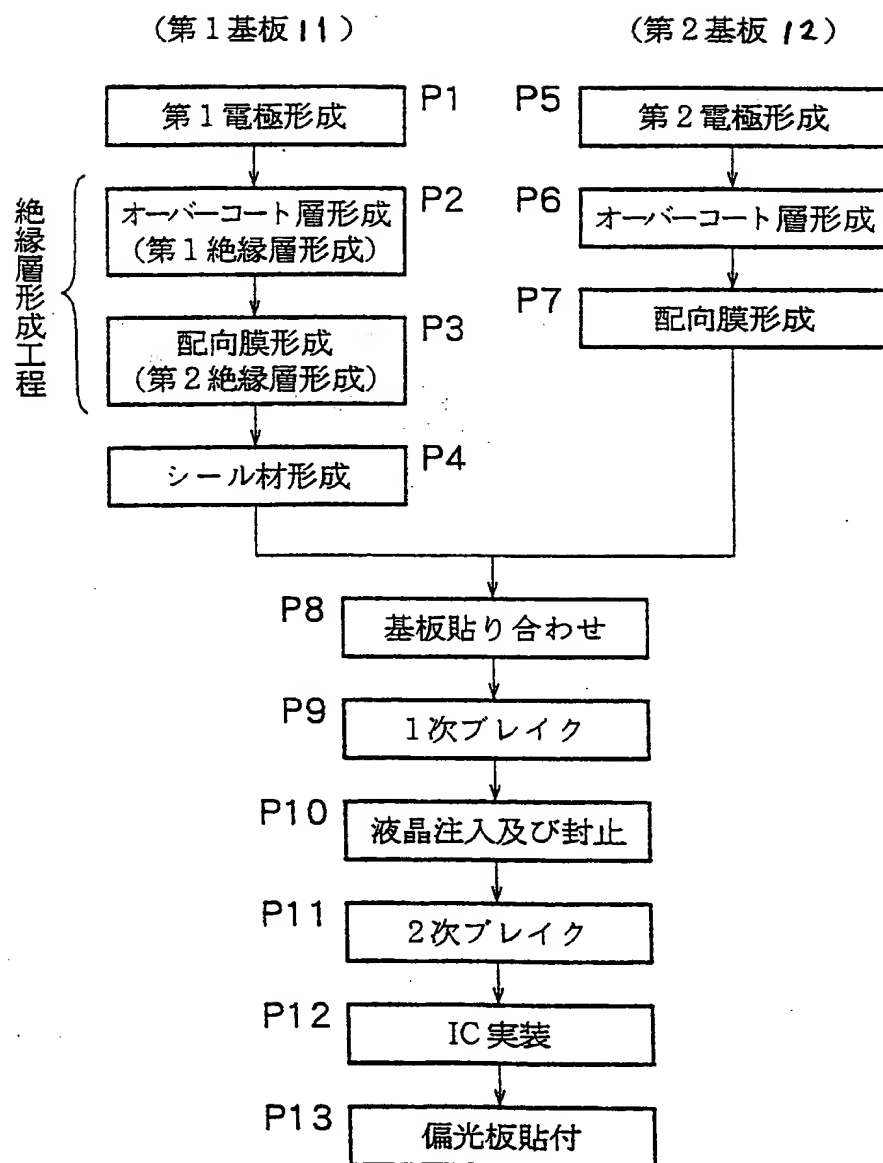 （第１基板11）
（第２基板12）
第１電極形成
P1
P5
第２電極形成
絶縁層形成工程
オーバーコート層形成
（第１絶縁層形成）
P2
P6
オーバーコート層形成
配向膜形成
（第２絶縁層形成）
P3
P7
配向膜形成
シール材形成
P4
P8
基板貼り合わせ
P9
1次ブレイク
P10
液晶注入及び封止
P11
2次ブレイク
P12
IC実装
P13
偏光板貼付